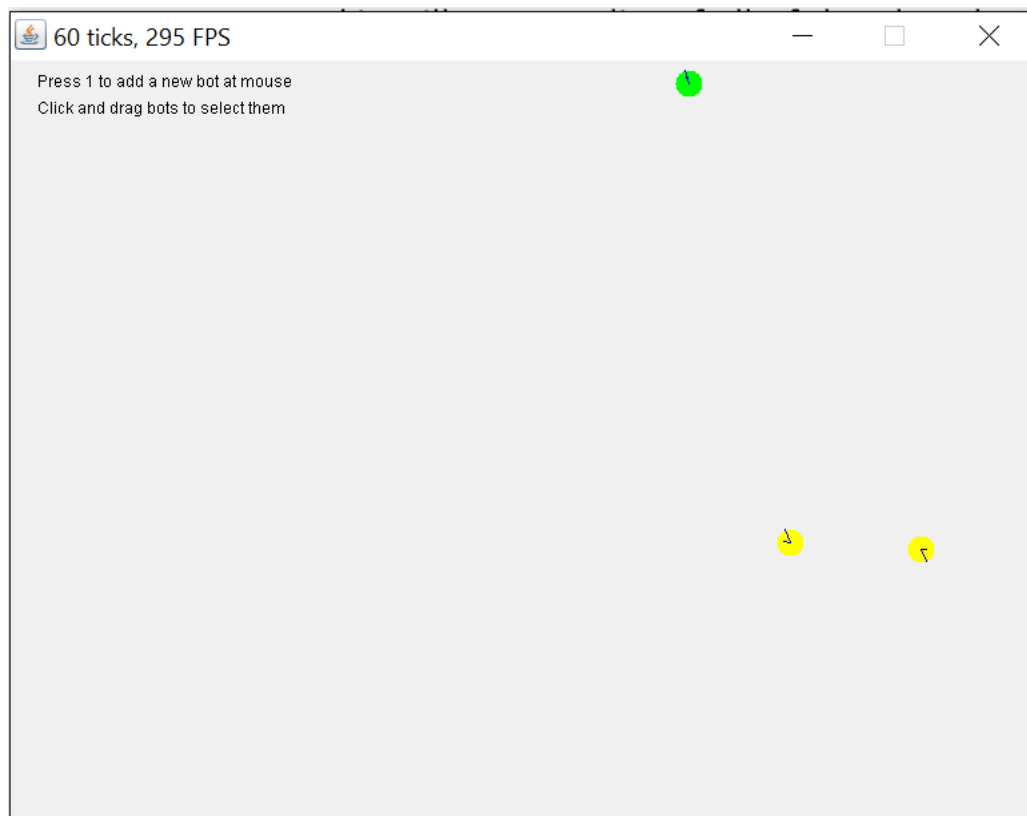 60 ticks, 295 FPS
Press 1 to add a new bot at mouse
Click and drag bots to select them